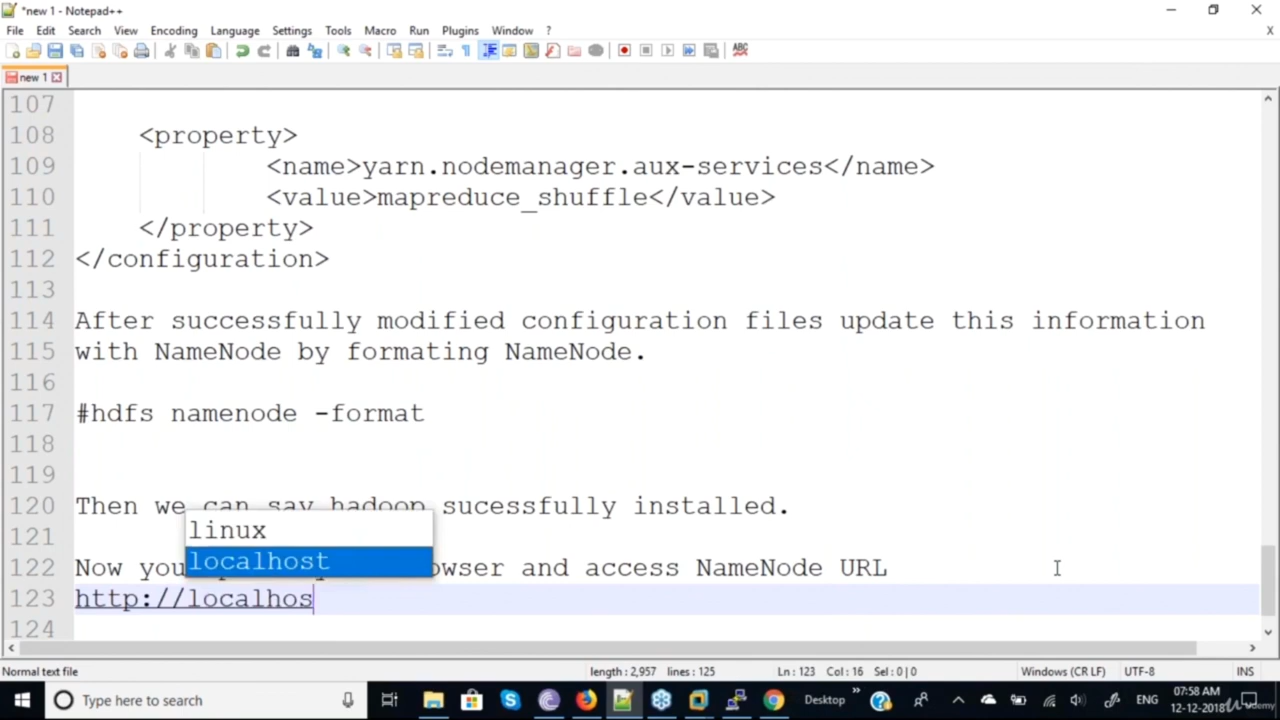 *new 1 - Notepad++
File Edit Search View Encoding Language Settings Tools Macro Run Plugins Window ? X
ABC
new 1
107
108 <property>
109 <name>yarn.nodemanager.aux-services</name>
110 <value>mapreduce_shuffle</value>
111 </property>
112 </configuration>
113
114 After successfully modified configuration files update this information
115 with NameNode by formating NameNode.
116
117 #hdfs namenode -format
118
119
120 Then we can say hadoop sucessfully installed.
linux
121
localhost
122 Now you owser and access NameNode URL
123 http://localhos
124
Normal text file length : 2,957 lines : 125 Ln : 123 Col : 16 Sel : 0 | 0 Windows (CR LF) UTF-8 INS
Type here to search Desktop ENG 07:58 AM
12-12-2018
Udemy